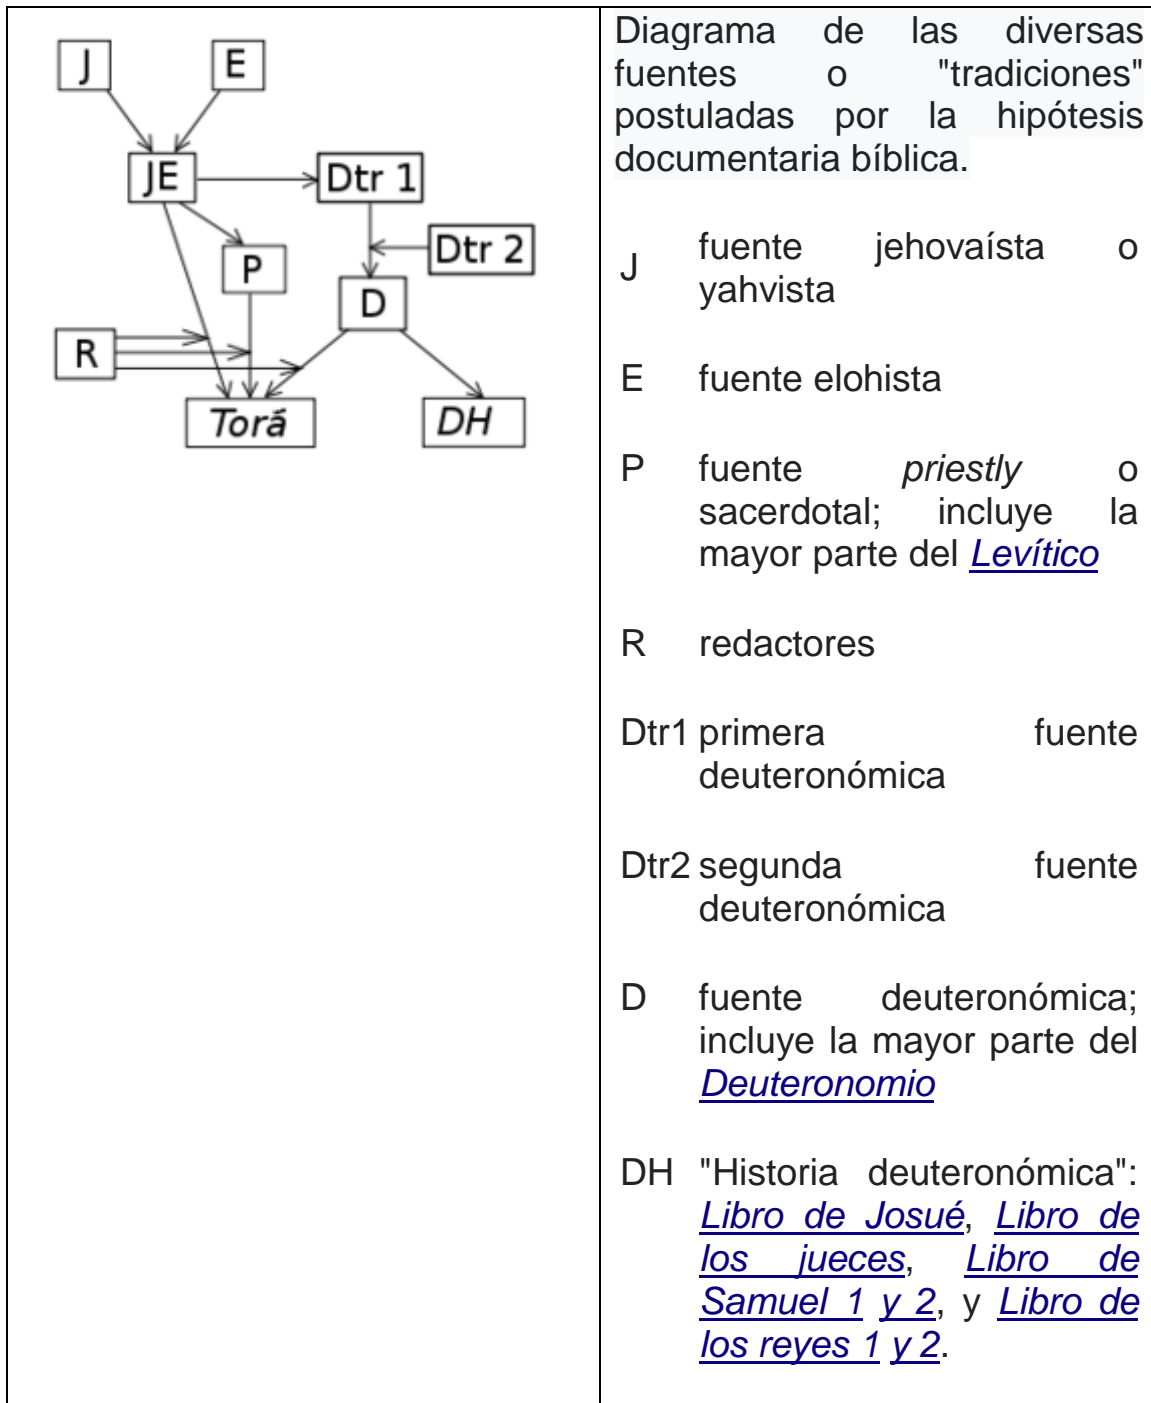 J
E
JE
Dtr 1
P
Dtr 2
D
R
Torá
DH
Diagrama de las diversas
fuentes o "tradiciones"
postuladas por la hipótesis
documentaria bíblica.
J fuente jehovaísta o
yahvista
E fuente elohista
P fuente priestly o
sacerdotal; incluye la
mayor parte del Levítico
R redactores
Dtr1 primera fuente
deuteronómica
Dtr2 segunda fuente
deuteronómica
D fuente deuteronómica;
incluye la mayor parte del
Deuteronomio
DH "Historia deuteronómica":
Libro de Josué, Libro de
los jueces, Libro de
Samuel 1 y 2, y Libro de
los reyes 1 y 2.